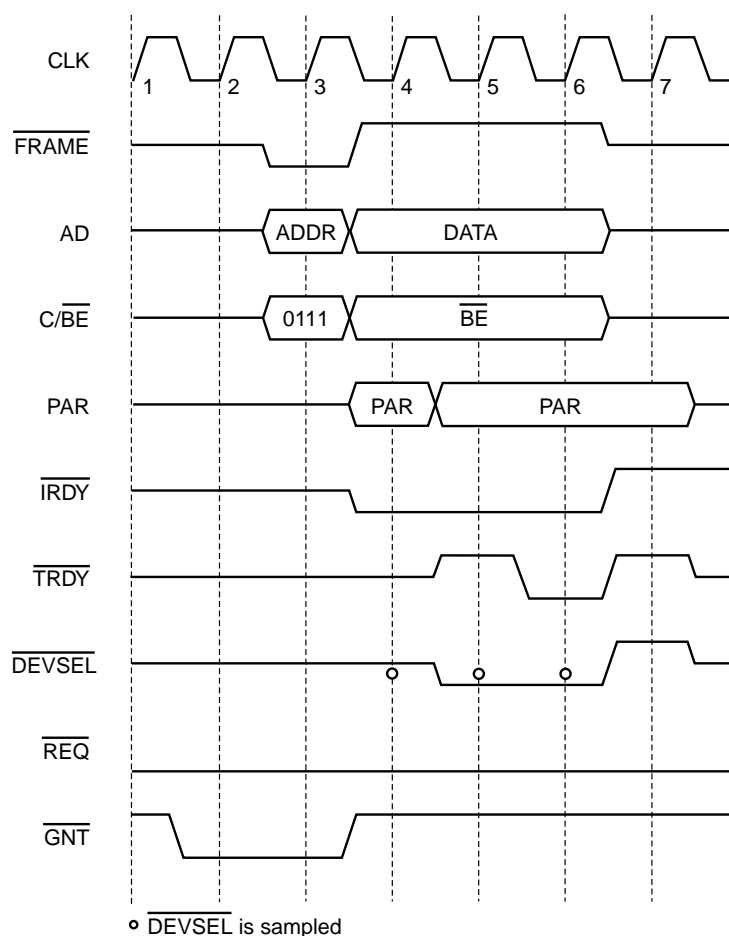 CLK
1 2 3 4 5 6 7
FRAME
AD ADDR DATA
C/BE 0111 BE
PAR PAR PAR
IRDY
TRDY
DEVSEL
REQ
GNT
DEVSEL is sampled